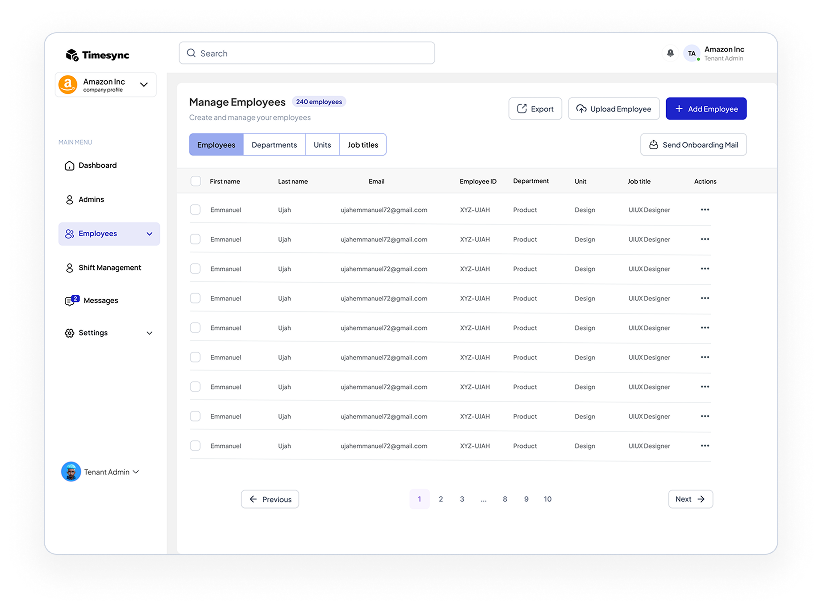 Timesync
Search
TA
Amazon Inc
Tenant Admin
a
Amazon Inc
company profile
MAIN MENU
Dashboard
Admins
Employees
Shift Management
2
Messages
Settings
Tenant Admin
Manage Employees
240 employees
Create and manage your employees
Export
Upload Employee
+ Add Employee
Employees
Departments
Units
Job titles
Send Onboarding Mail
First name Last name Email Employee ID Department Unit Job title Actions
Emmanuel Ujah ujahemmanuel72@gmail.com XYZ-UJAH Product Design UIUX Designer ...
Emmanuel Ujah ujahemmanuel72@gmail.com XYZ-UJAH Product Design UIUX Designer ...
Emmanuel Ujah ujahemmanuel72@gmail.com XYZ-UJAH Product Design UIUX Designer ...
Emmanuel Ujah ujahemmanuel72@gmail.com XYZ-UJAH Product Design UIUX Designer ...
Emmanuel Ujah ujahemmanuel72@gmail.com XYZ-UJAH Product Design UIUX Designer ...
Emmanuel Ujah ujahemmanuel72@gmail.com XYZ-UJAH Product Design UIUX Designer ...
Emmanuel Ujah ujahemmanuel72@gmail.com XYZ-UJAH Product Design UIUX Designer ...
Emmanuel Ujah ujahemmanuel72@gmail.com XYZ-UJAH Product Design UIUX Designer ...
Emmanuel Ujah ujahemmanuel72@gmail.com XYZ-UJAH Product Design UIUX Designer ...
← Previous 1 2 3 ... 8 9 10 Next →